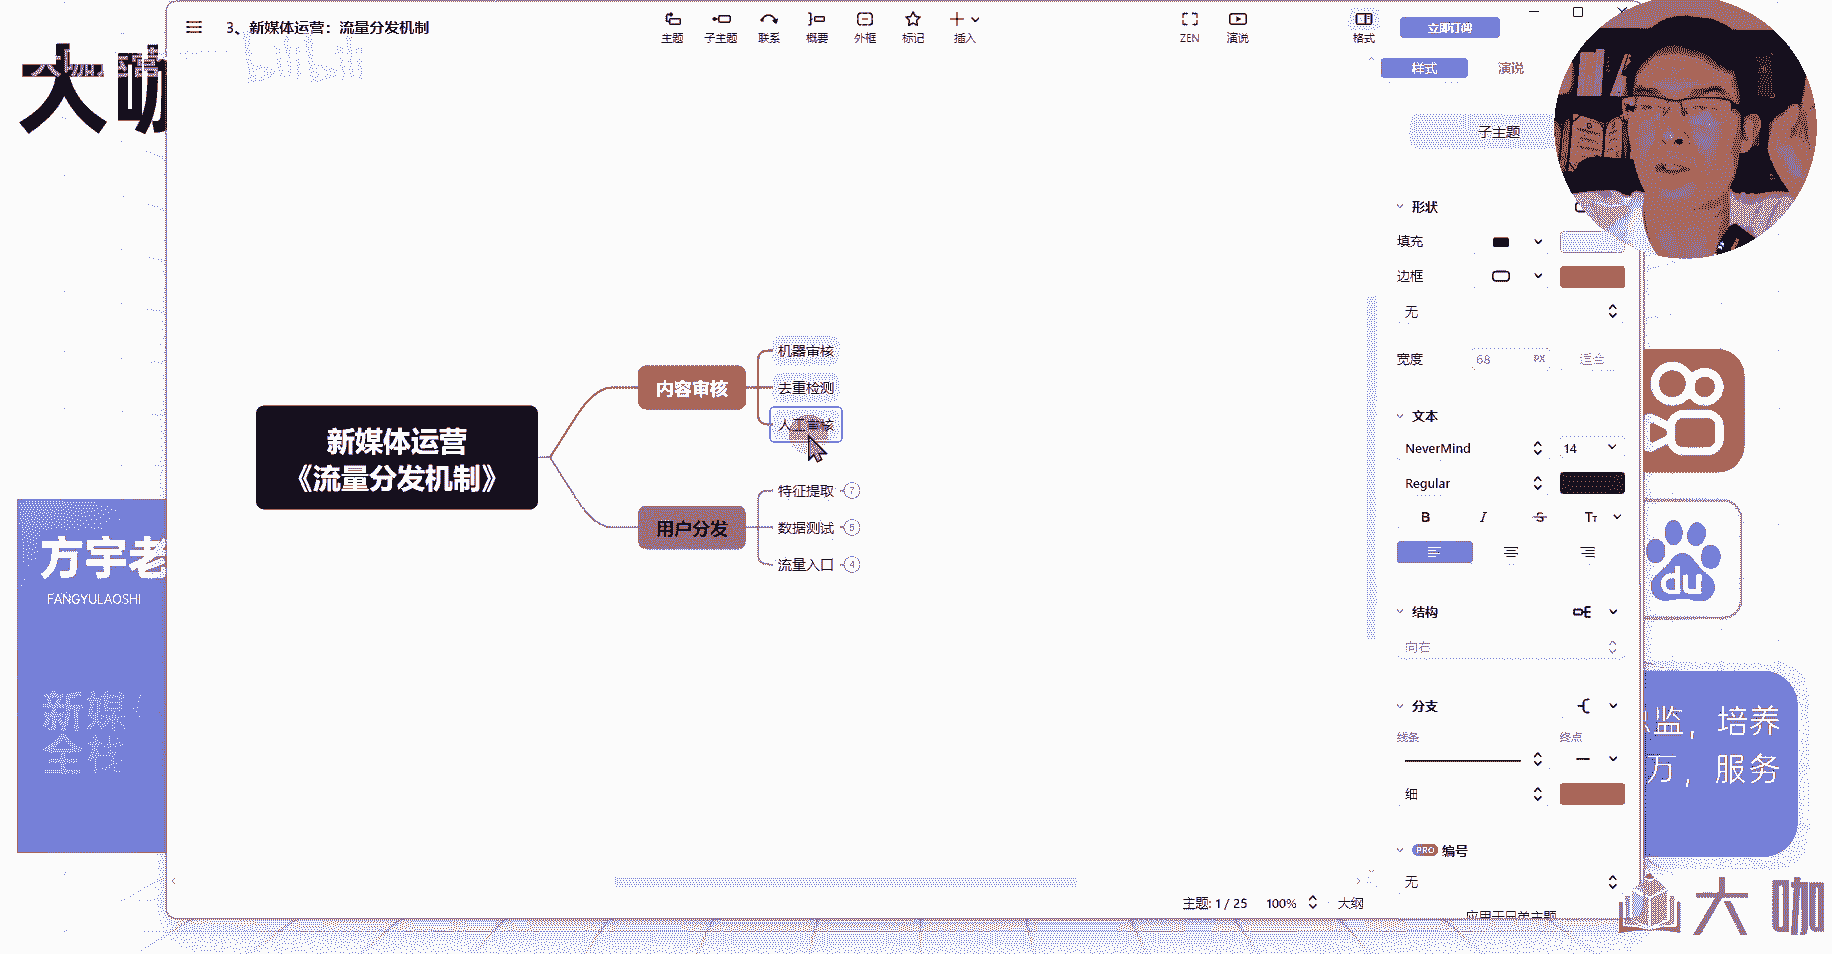 大咖
3、新媒体运营：流量分发机制
bilibili
主题
子主题
联系
概要
外框
标记
插入
ZEN
演说
格式
立即订阅
样式
演说
子主题
形状
填充
边框
无
宽度
68
PX
适合
文本
NeverMind
14
Regular
B
I
S
Tт
结构
向右
分支
线条
终点
细
PRO 编号
无
应用于已单主题
新媒体运营
《流量分发机制》
内容审核
机器审核
去重检测
人工审核
用户分发
特征提取
7
数据测试
5
流量入口
4
主题: 1 / 25
100%
大纲
方宇老
FANGYULAOSHI
新媒
全栈
du
监，培养
万，服务
大咖